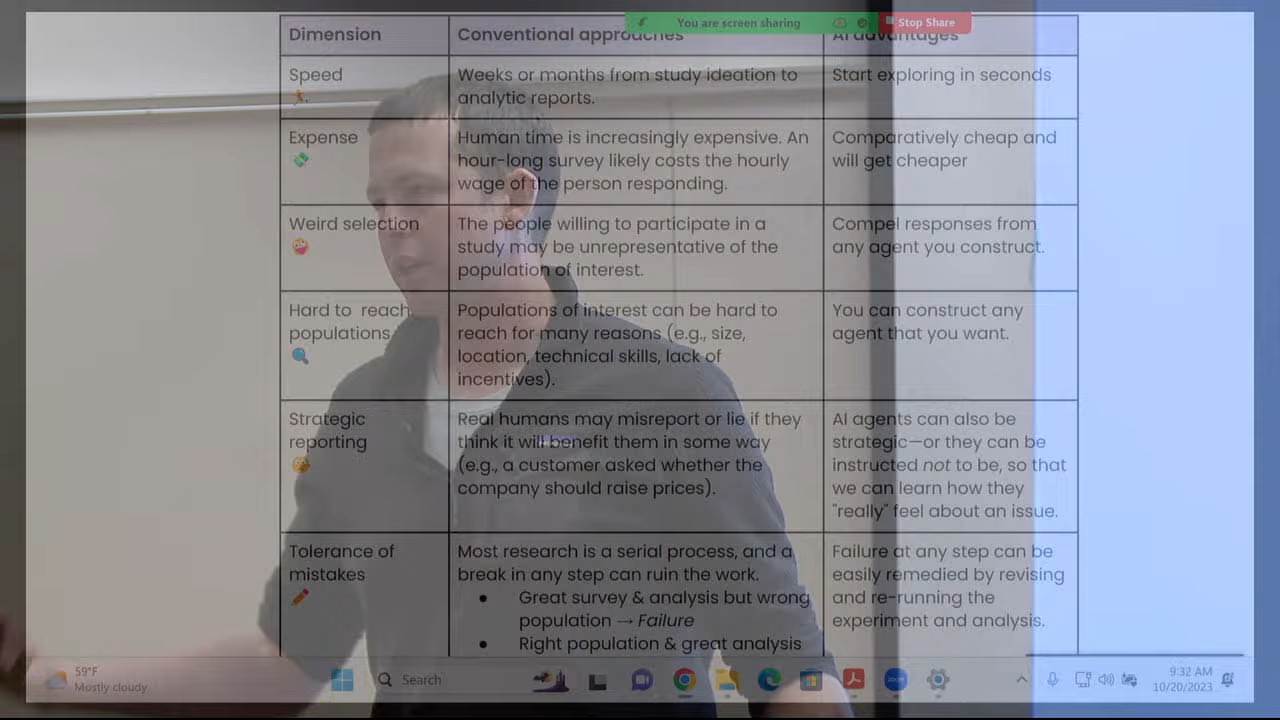 You are screen sharing
Stop Share
Dimension
Conventional approaches
AI advantages
Speed
Weeks or months from study ideation to
analytic reports.
Start exploring in seconds
Expense
Human time is increasingly expensive. An
hour-long survey likely costs the hourly
wage of the person responding.
Comparatively cheap and
will get cheaper
Weird selection
The people willing to participate in a
study may be unrepresentative of the
population of interest.
Compel responses from
any agent you construct.
Hard to reach
populations
Populations of interest can be hard to
reach for many reasons (e.g., size,
location, technical skills, lack of
incentives).
You can construct any
agent that you want.
Strategic
reporting
Real humans may misreport or lie if they
think it will benefit them in some way
(e.g., a customer asked whether the
company should raise prices).
AI agents can also be
strategic—or they can be
instructed not to be, so that
we can learn how they
"really" feel about an issue.
Tolerance of
mistakes
Most research is a serial process, and a
break in any step can ruin the work.
● Great survey & analysis but wrong
population → Failure
● Right population & great analysis
Failure at any step can be
easily remedied by revising
and re-running the
experiment and analysis.
59°F
Mostly cloudy
Search
9:32 AM
10/20/2023